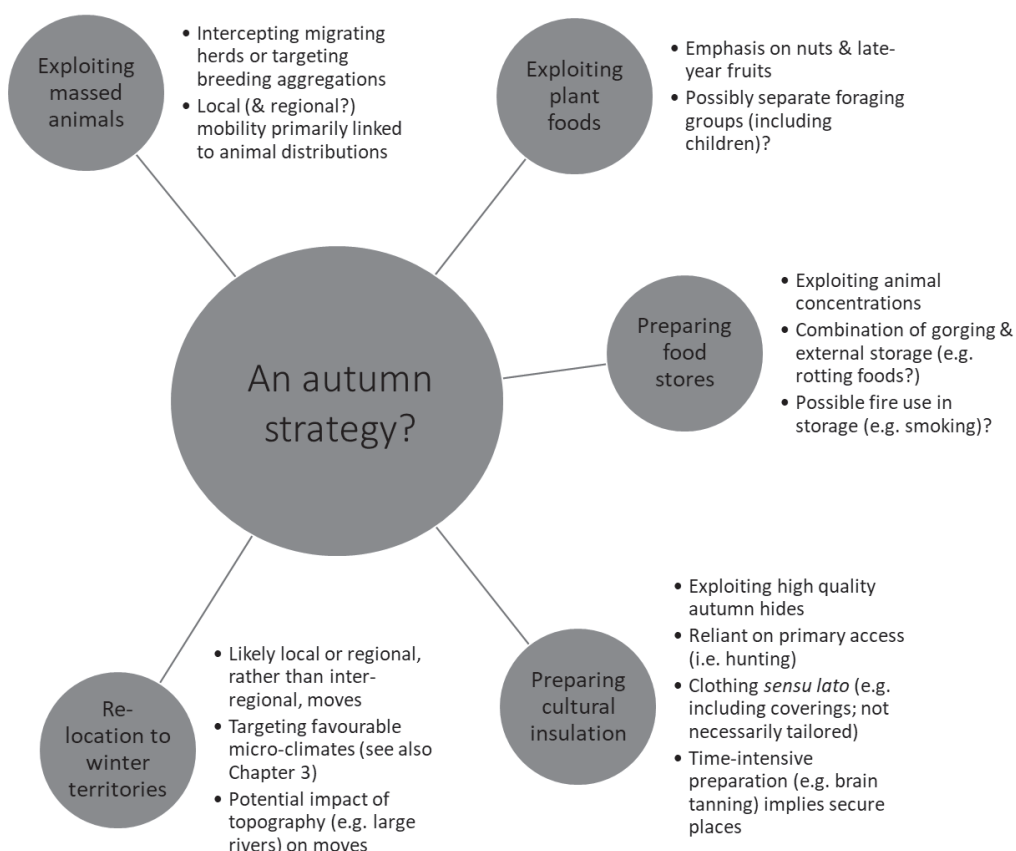 Exploiting
massed
animals
• Intercepting migrating
herds or targeting
breeding aggregations
• Local (& regional?)
mobility primarily linked
to animal distributions
Exploiting
plant
foods
• Emphasis on nuts & late-
year fruits
• Possibly separate foraging
groups (including
children)?
An autumn
strategy?
Preparing
food
stores
• Exploiting animal
concentrations
• Combination of gorging &
external storage (e.g.
rotting foods?)
• Possible fire use in
storage (e.g. smoking)?
Preparing
cultural
insulation
• Exploiting high quality
autumn hides
• Reliant on primary access
(i.e. hunting)
• Clothing sensu lato (e.g.
including coverings; not
necessarily tailored)
• Time-intensive
preparation (e.g. brain
tanning) implies secure
places
Re-
location to
winter
territories
• Likely local or regional,
rather than inter-
regional, moves
• Targeting favourable
micro-climates (see also
Chapter 3)
• Potential impact of
topography (e.g. large
rivers) on moves